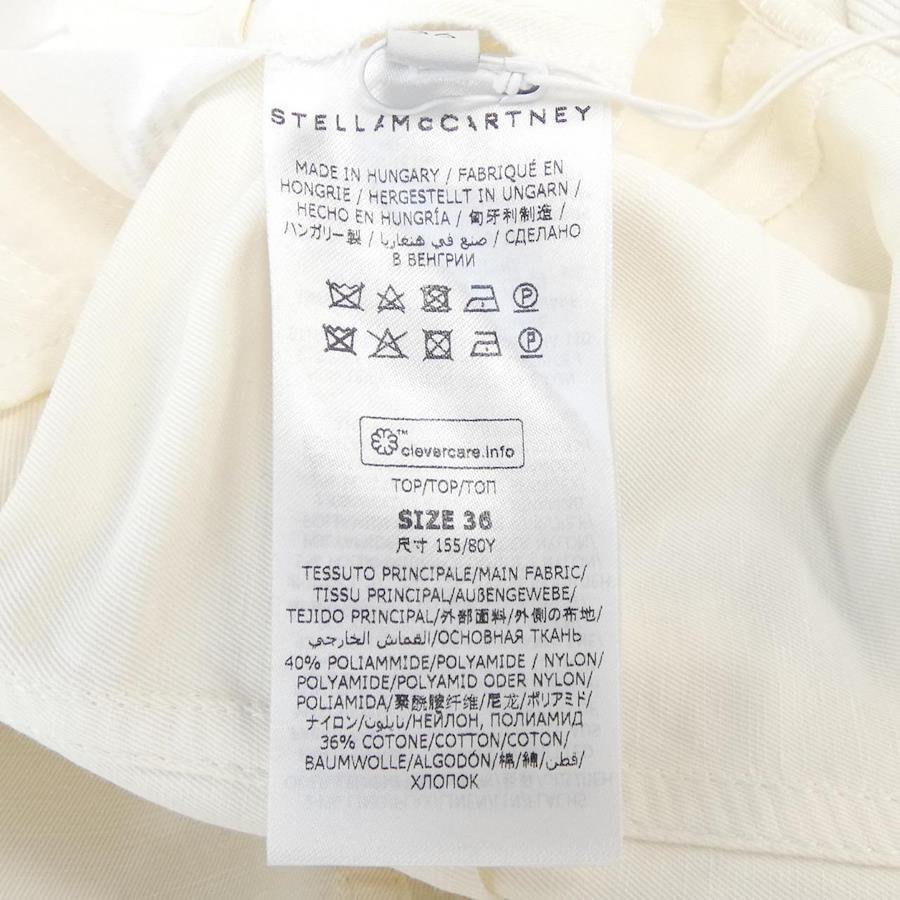 STELLA McCARTNEY
MADE IN HUNGARY / FABRIQUÉ EN
HONGRIE / HERGESTELLT IN UNGARN /
HECHO EN HUNGRÍA / 匈牙利制造 /
ハンガリー製 / صنع في هنغاريا / СДЕЛАНО
В ВЕНГРИИ
P
P
™
clevercare.info
TOP/TOP/ТОП
SIZE 36
尺寸 155/80Y
TESSUTO PRINCIPALE/MAIN FABRIC/
TISSU PRINCIPAL/AUßENGEWEBE/
TEJIDO PRINCIPAL/外部面料/外側の布地/
القماش الخارجي/ОСНОВНАЯ ТКАНЬ
40% POLIAMMIDE/POLYAMIDE / NYLON/
POLYAMIDE/POLYAMID ODER NYLON/
POLIAMIDA/聚酰胺纤维/尼龙/ポリアミド/
ナイロン/نايلون/НЕЙЛОН, ПОЛИАМИД
36% COTONE/COTTON/COTON/
BAUMWOLLE/ALGODÓN/棉/綿/قطن/
ХЛОПОК